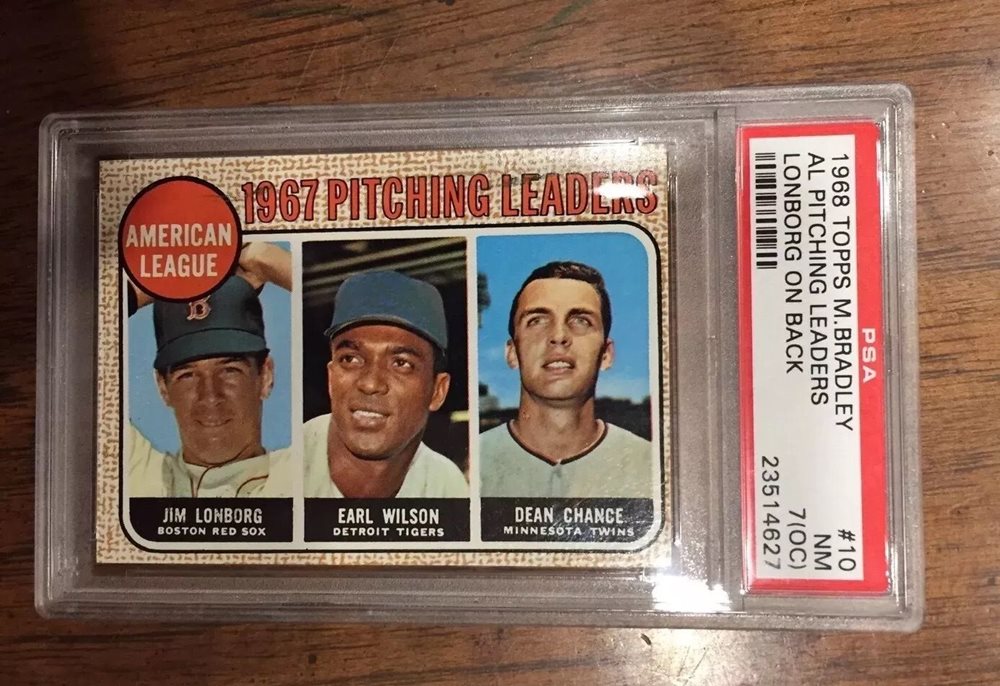 1967 PITCHING LEADERS
AMERICAN
LEAGUE
B
JIM LONBORG
BOSTON RED SOX
EARL WILSON
DETROIT TIGERS
DEAN CHANCE
MINNESOTA TWINS
PSA
1968 TOPPS M.BRADLEY #10
AL PITCHING LEADERS NM
LONBORG ON BACK 7(OC)
23514627